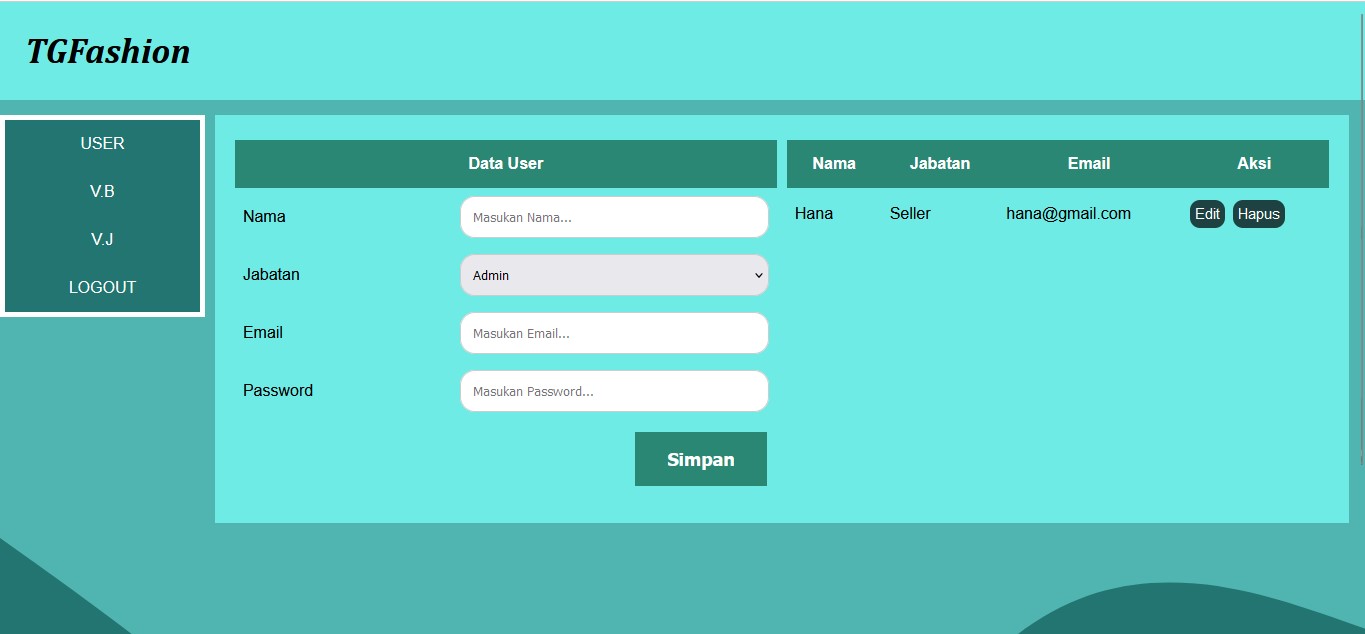 TGFashion
USER
V.B
V.J
LOGOUT
Data User
Nama
Masukan Nama...
Jabatan
Admin
Email
Masukan Email...
Password
Masukan Password...
Simpan
Nama Jabatan Email Aksi
Hana Seller hana@gmail.com Edit Hapus